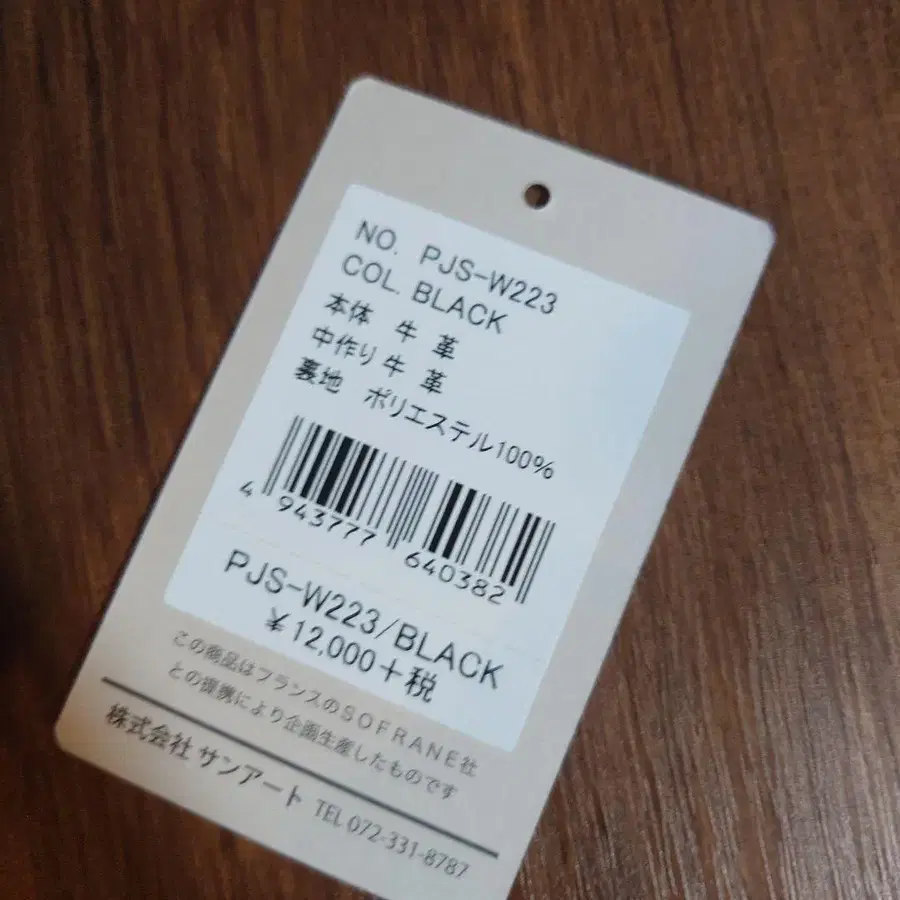 NO. PJS-W223
COL. BLACK
本体 牛 革
中作り 牛 革
裏地 ポリエステル100%
4 943777 640382
PJS-W223/BLACK
¥12,000+税
この商品はフランスのSOFRANE社
との提携により企画生産したものです
株式会社 サンアート TEL 072-331-8787